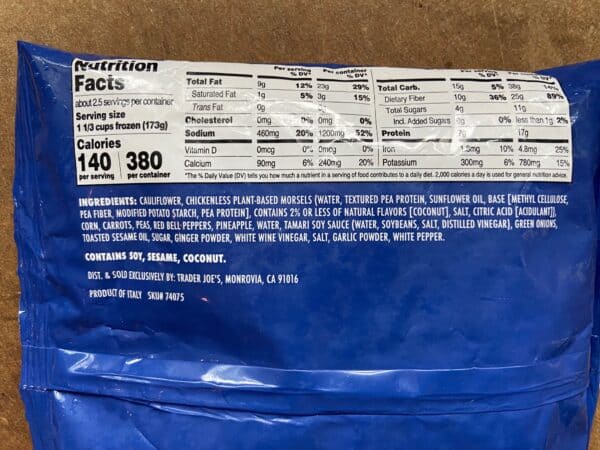 Nutrition
Facts
about 2.5 servings per container
Serving size
1 1/3 cups frozen (173g)
Calories
140 380
per serving per container
Per serving Per container Per serving Per container
% DV* % DV* % DV* % DV*
Total Fat 9g 12% 23g 29% Total Carb. 15g 5% 38g 14%
Saturated Fat 1g 5% 3g 15% Dietary Fiber 10g 36% 25g 89%
Trans Fat 0g Total Sugars 4g 11g
Cholesterol 0mg 0% 0mg 0% Incl. Added Sugars 0g 0% less than 1g 2%
Sodium 460mg 20% 1200mg 52% Protein 17g
Vitamin D 0mcg 0% 0mcg 0% Iron 10% 4.8mg 25%
Calcium 90mg 6% 240mg 20% Potassium 300mg 6% 780mg 15%
*The % Daily Value (DV) tells you how much a nutrient in a serving of food contributes to a daily diet. 2,000 calories a day is used for general nutrition advice.
INGREDIENTS: CAULIFLOWER, CHICKENLESS PLANT-BASED MORSELS (WATER, TEXTURED PEA PROTEIN, SUNFLOWER OIL, BASE [METHYL CELLULOSE,
PEA FIBER, MODIFIED POTATO STARCH, PEA PROTEIN], CONTAINS 2% OR LESS OF NATURAL FLAVORS [COCONUT], SALT, CITRIC ACID [ACIDULANT]),
CORN, CARROTS, PEAS, RED BELL PEPPERS, PINEAPPLE, WATER, TAMARI SOY SAUCE (WATER, SOYBEANS, SALT, DISTILLED VINEGAR), GREEN ONIONS,
TOASTED SESAME OIL, SUGAR, GINGER POWDER, WHITE WINE VINEGAR, SALT, GARLIC POWDER, WHITE PEPPER.
CONTAINS SOY, SESAME, COCONUT.
DIST. & SOLD EXCLUSIVELY BY: TRADER JOE'S, MONROVIA, CA 91016
PRODUCT OF ITALY SKU# 74075